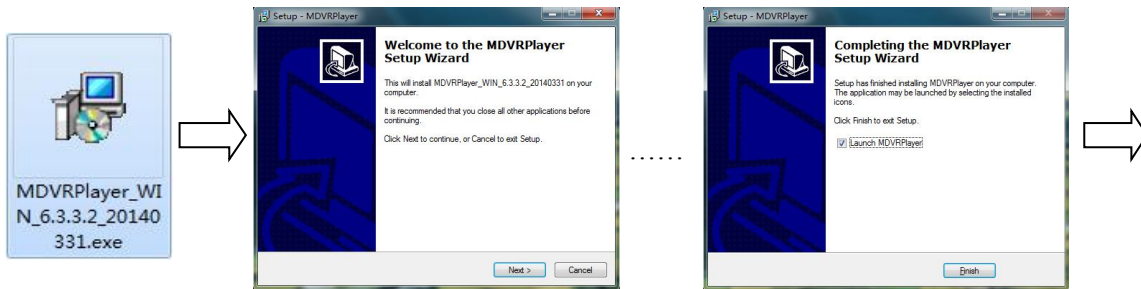 MDVRPlayer_WI
N_6.3.3.2_20140
331.exe
Setup - MDVRPlayer
Welcome to the MDVRPlayer
Setup Wizard
This will install MDVRPlayer_WIN_6.3.3.2_20140331 on your
computer.
It is recommended that you close all other applications before
continuing.
Click Next to continue, or Cancel to exit Setup.
Next >
Cancel
......
Setup - MDVRPlayer
Completing the MDVRPlayer
Setup Wizard
Setup has finished installing MDVRPlayer on your computer.
The application may be launched by selecting the installed
icons.
Click Finish to exit Setup.
Launch MDVRPlayer
Finish